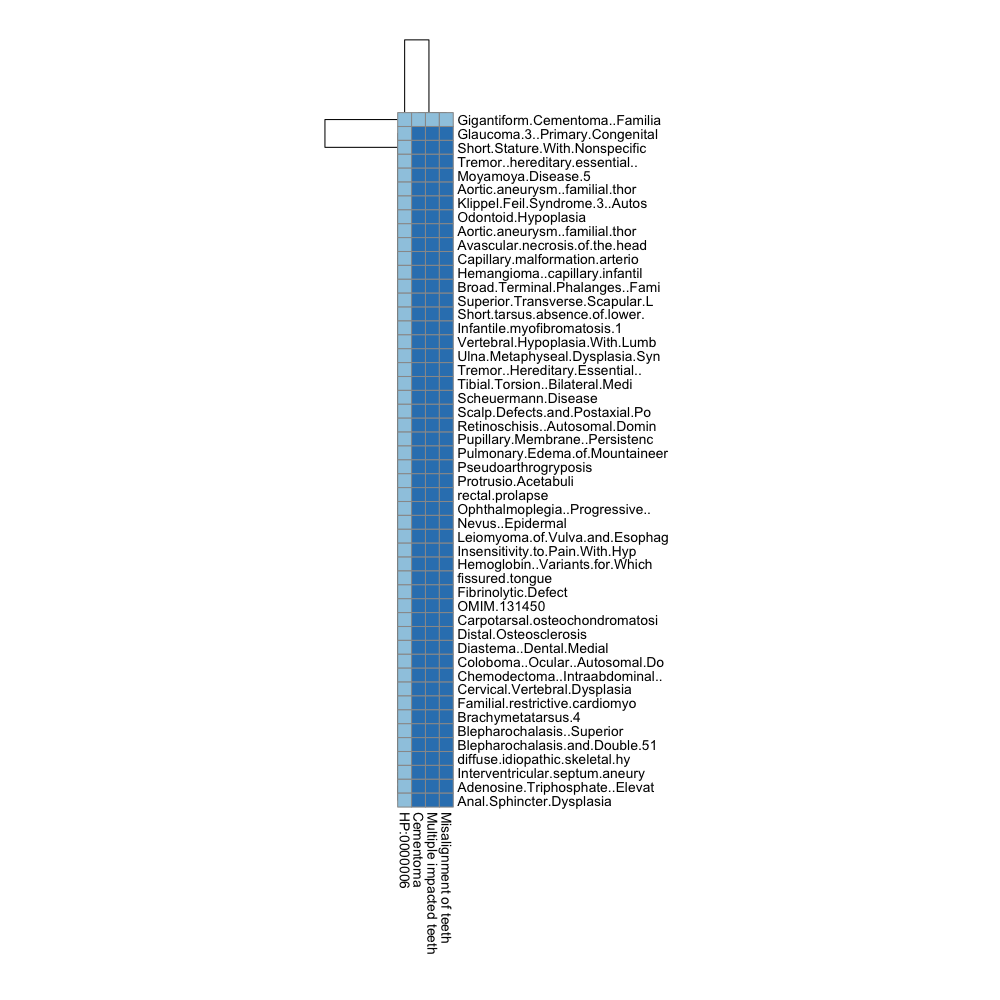 Gigantiform.Cementoma..Familia
Glaucoma.3..Primary.Congenital
Short.Stature.With.Nonspecific
Tremor..hereditary.essential..
Moyamoya.Disease.5
Aortic.aneurysm..familial.thor
Klippel.Feil.Syndrome.3..Autos
Odontoid.Hypoplasia
Aortic.aneurysm..familial.thor
Avascular.necrosis.of.the.head
Capillary.malformation.arterio
Hemangioma..capillary.infantil
Broad.Terminal.Phalanges..Fami
Superior.Transverse.Scapular.L
Short.tarsus.absence.of.lower.
Infantile.myofibromatosis.1
Vertebral.Hypoplasia.With.Lumb
Ulna.Metaphyseal.Dysplasia.Syn
Tremor..Hereditary.Essential..
Tibial.Torsion..Bilateral.Medi
Scheuermann.Disease
Scalp.Defects.and.Postaxial.Po
Retinoschisis..Autosomal.Domin
Pupillary.Membrane..Persistenc
Pulmonary.Edema.of.Mountaineer
Pseudoarthrogryposis
Protrusio.Acetabuli
rectal.prolapse
Ophthalmoplegia..Progressive..
Nevus..Epidermal
Leiomyoma.of.Vulva.and.Esophag
Insensitivity.to.Pain.With.Hyp
Hemoglobin..Variants.for.Which
fissured.tongue
Fibrinolytic.Defect
OMIM.131450
Carpotarsal.osteochondromatosi
Distal.Osteosclerosis
Diastema..Dental.Medial
Coloboma..Ocular..Autosomal.Do
Chemodectoma..Intraabdominal..
Cervical.Vertebral.Dysplasia
Familial.restrictive.cardiomyo
Brachymetatarsus.4
Blepharochalasis..Superior
Blepharochalasis.and.Double.51
diffuse.idiopathic.skeletal.hy
Interventricular.septum.aneury
Adenosine.Triphosphate..Elevat
Anal.Sphincter.Dysplasia
HP:0000006
Cementoma
Multiple impacted teeth
Misalignment of teeth